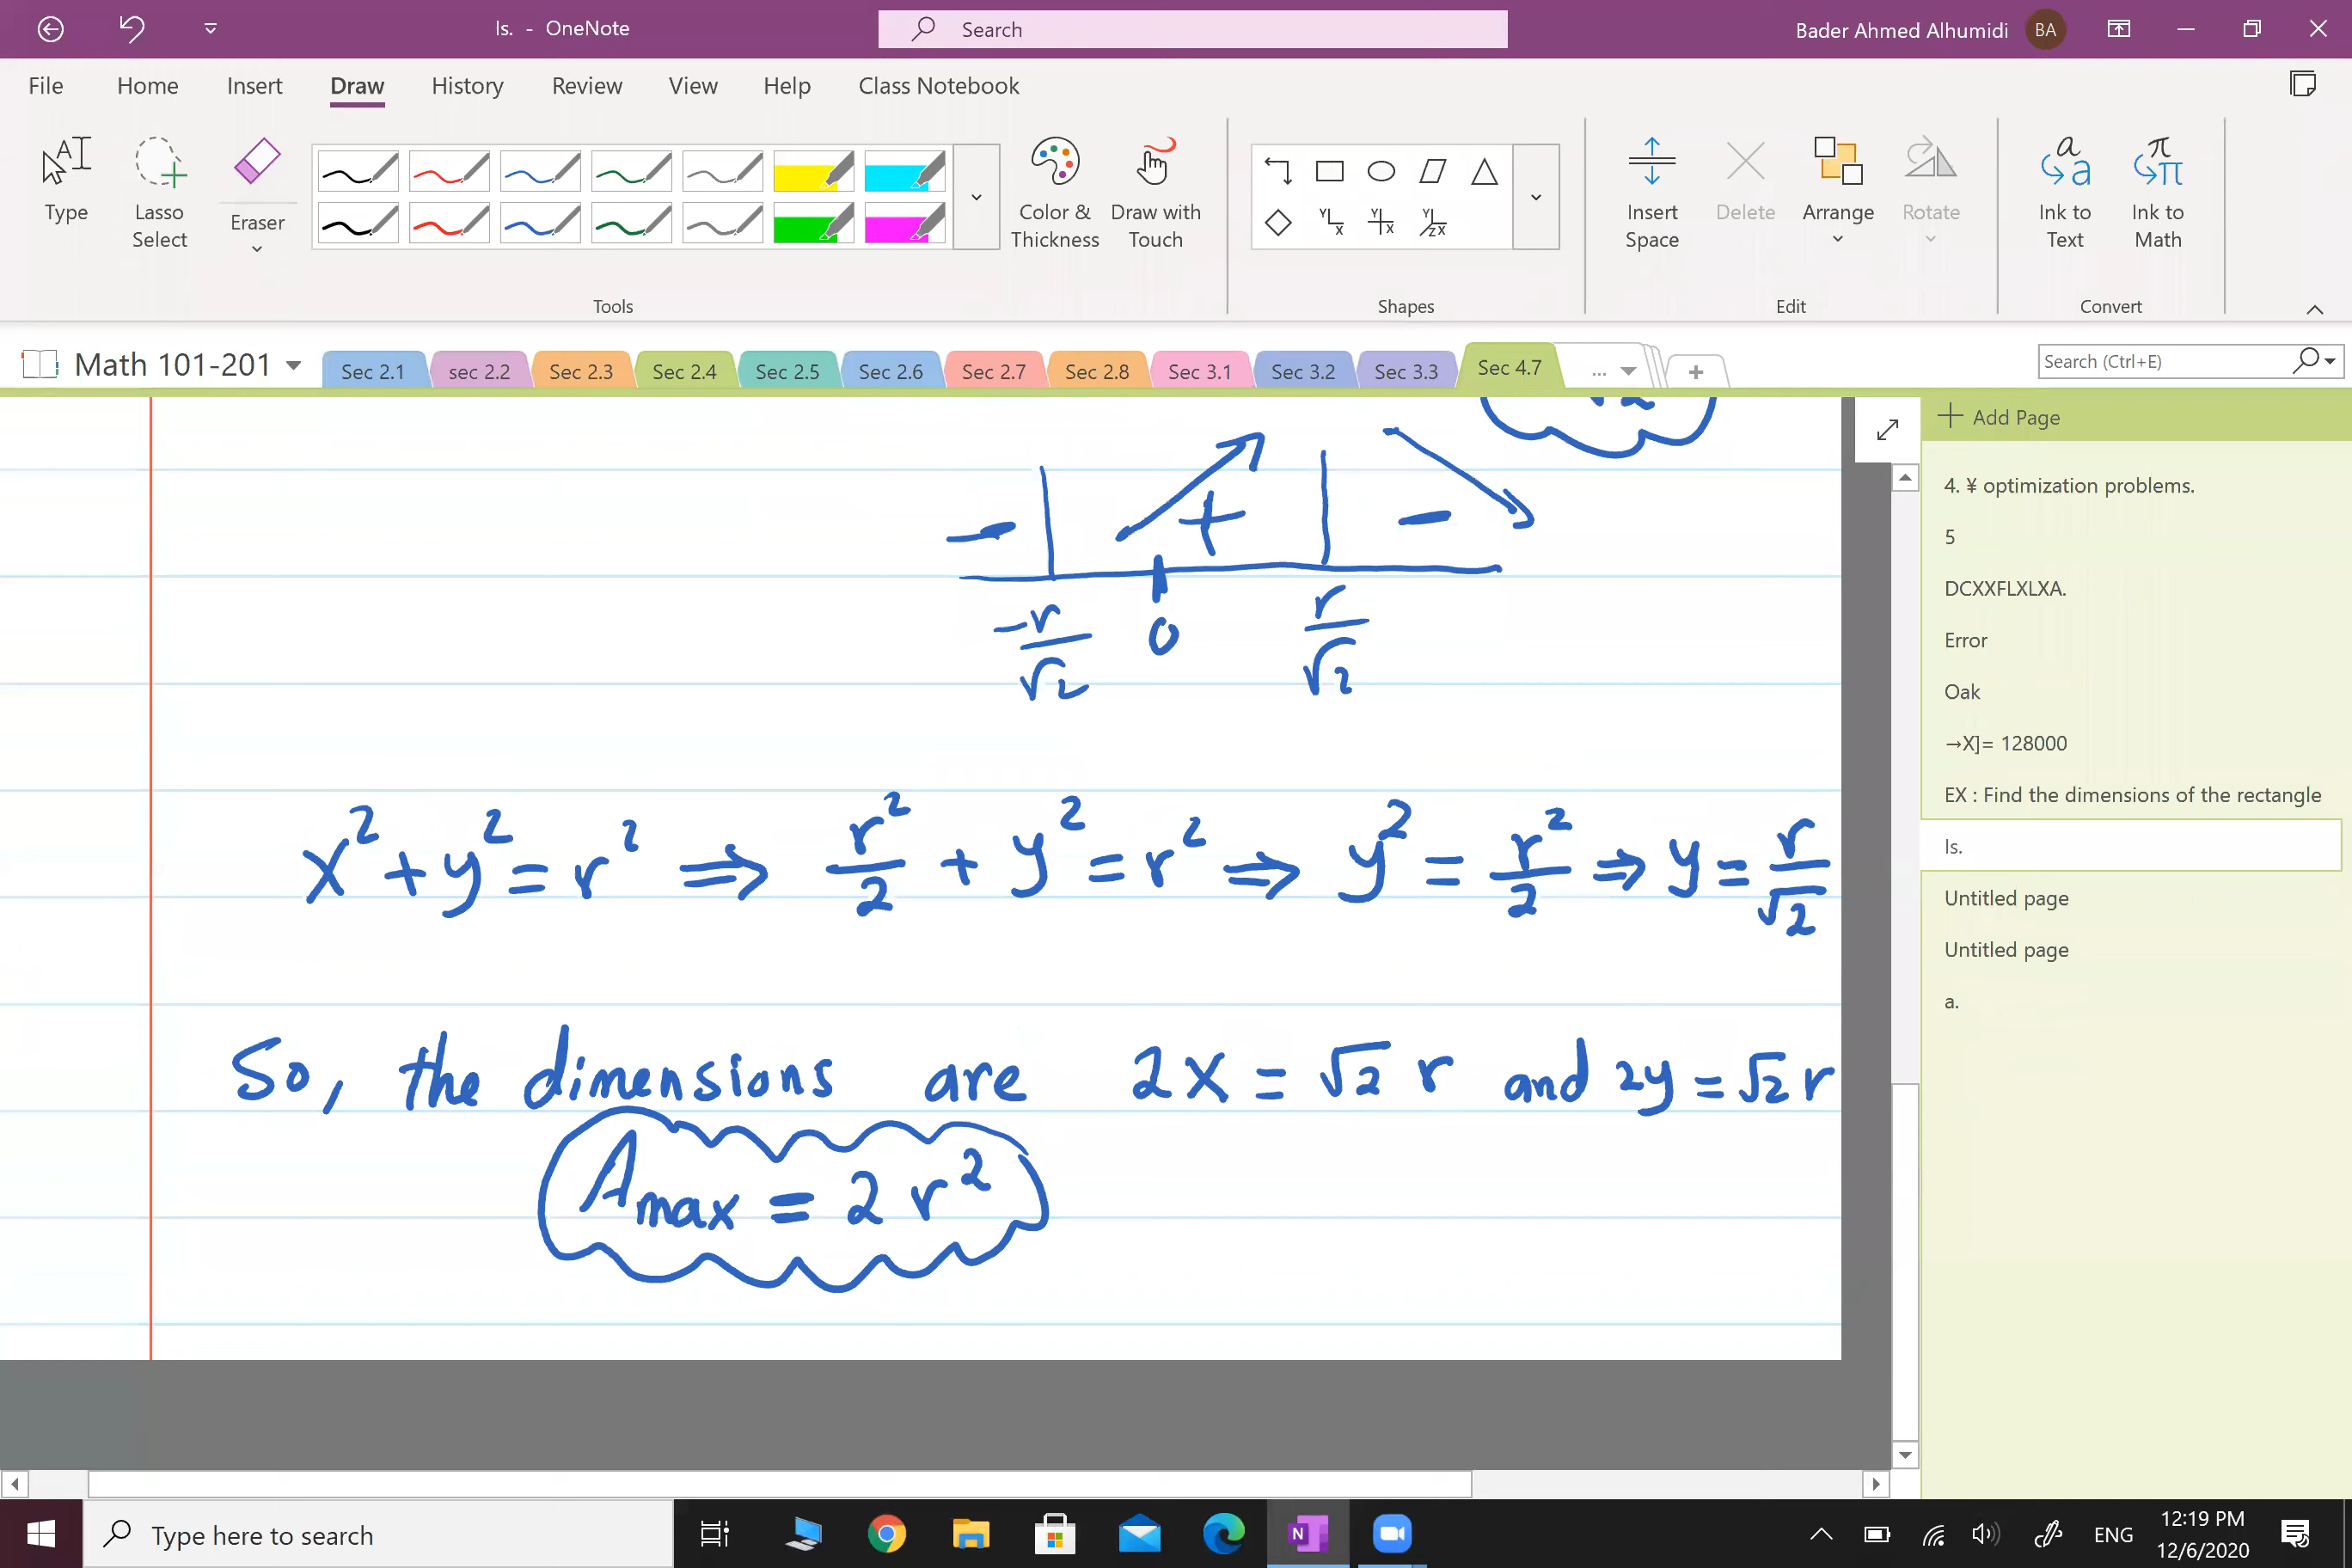 Is. - OneNote
Search
Bader Ahmed Alhumidi BA
File Home Insert Draw History Review View Help Class Notebook
Type
Lasso Select
Eraser
Color & Thickness
Draw with Touch
Insert Space
Delete
Arrange
Rotate
Ink to Text
Ink to Math
Tools Shapes Edit Convert
Math 101-201 Sec 2.1 sec 2.2 Sec 2.3 Sec 2.4 Sec 2.5 Sec 2.6 Sec 2.7 Sec 2.8 Sec 3.1 Sec 3.2 Sec 3.3 Sec 4.7 ... +
Search (Ctrl+E)
− | + | −
-r/√2 0 r/√2
x² + y² = r² ⇒ r²/2 + y² = r² ⇒ y² = r²/2 ⇒ y = r/√2
So, the dimensions are 2x = √2 r and 2y = √2 r
Amax = 2 r²
Add Page
4. ¥ optimization problems.
5
DCXXFLXLXA.
Error
Oak
→X]= 128000
EX : Find the dimensions of the rectangle
Is.
Untitled page
Untitled page
a.
Type here to search
ENG
12:19 PM
12/6/2020